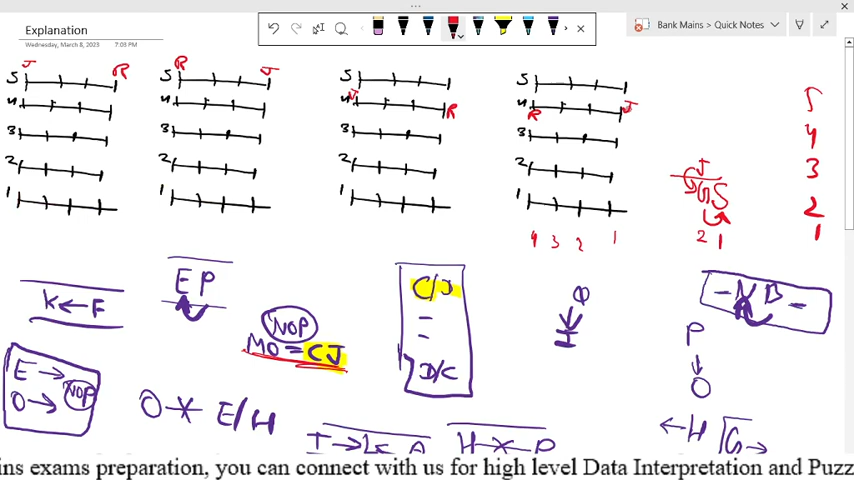 Explanation
Wednesday, March 8, 2023 7:09 PM
Bank Mains > Quick Notes
J R
5
4
3
2
1
R J
5
4
3
2
1
5
J
4 R
3
2
1
5
4 R J
3
2
1
4 3 2 1
J
G S
2 1
5
4
3
2
1
K ← F
E P
NOP
MO = CJ
C/J
-
-
D/C
I
- N B -
P
↓
O
E →
O → NOP
O ✳ E/H
H ✳ P
← H G →
ins exams preparation, you can connect with us for high level Data Interpretation and Puzz